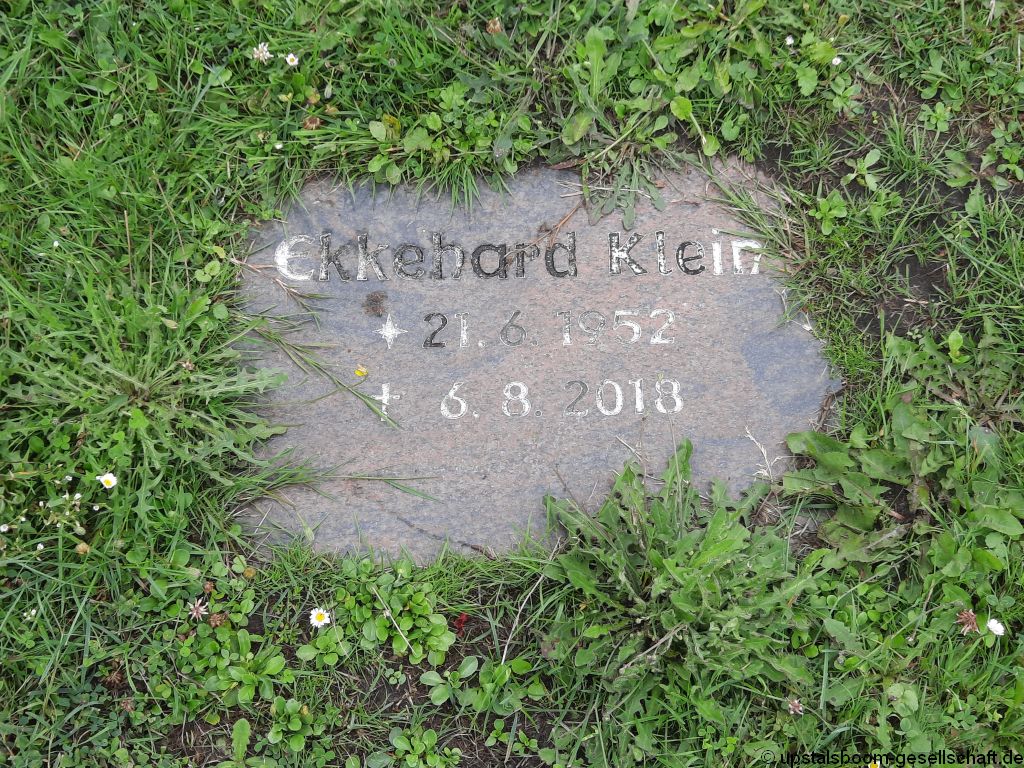 Ekkehard Klein
21. 6. 1952
† 6. 8. 2018
© upstalsboom-gesellschaft.de